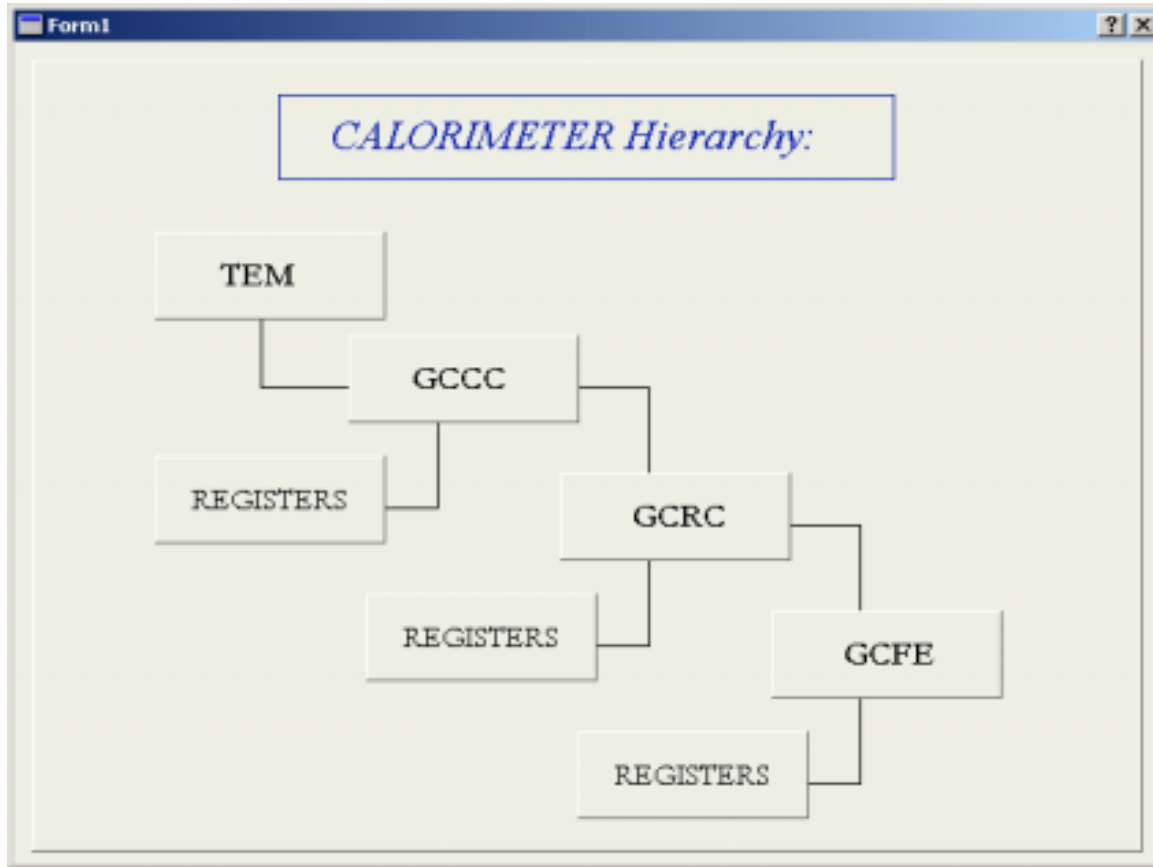 Form1
CALORIMETER Hierarchy:
TEM
GCCC
REGISTERS
GCRC
REGISTERS
GCFE
REGISTERS